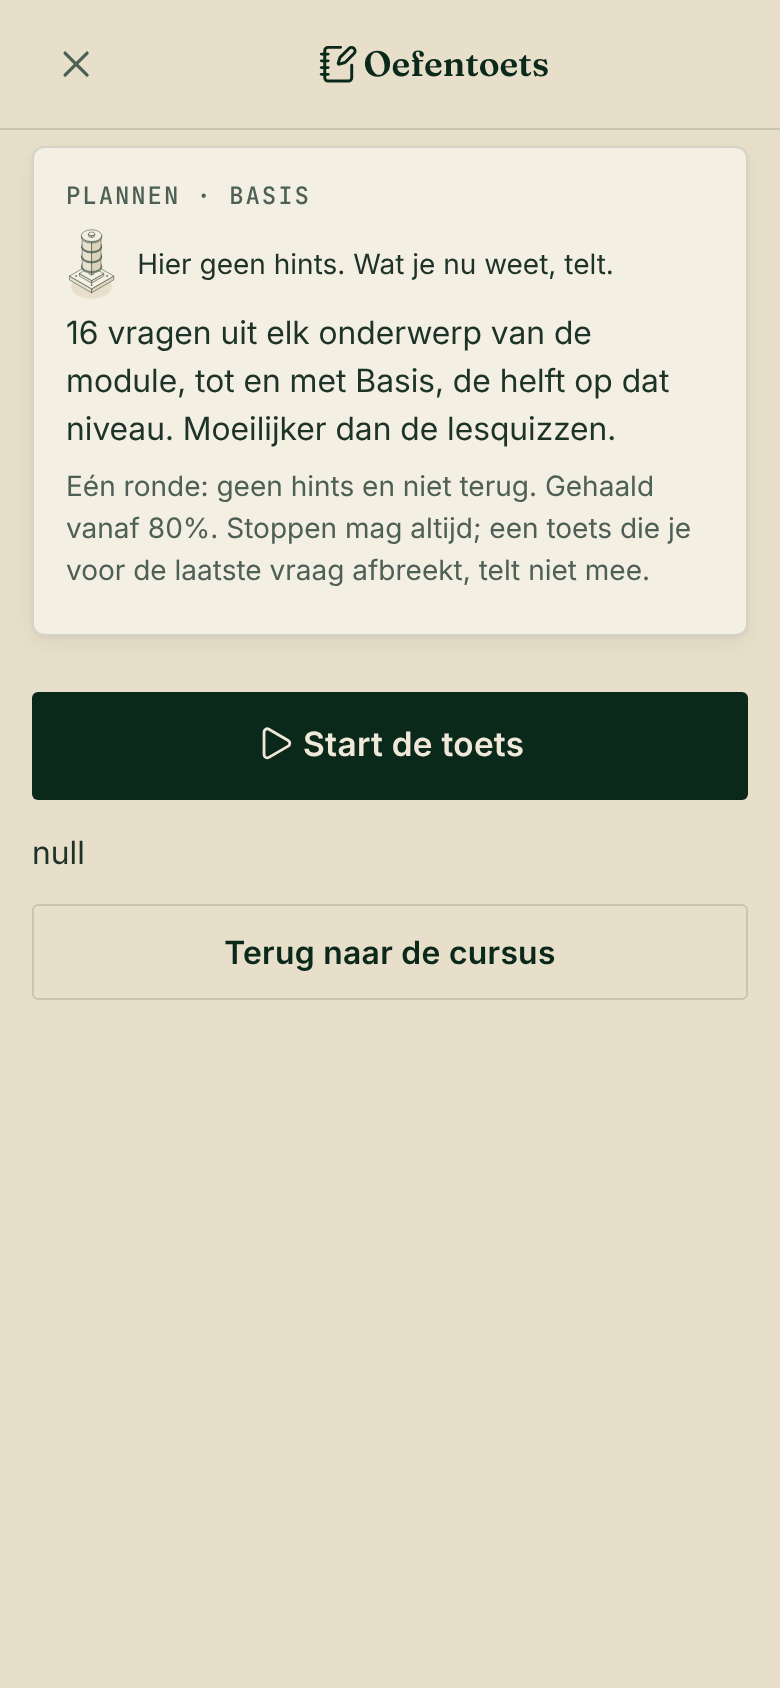 Oefentoets
PLANNEN · BASIS
Hier geen hints. Wat je nu weet, telt.
16 vragen uit elk onderwerp van de
module, tot en met Basis, de helft op dat
niveau. Moeilijker dan de lesquizzen.
Eén ronde: geen hints en niet terug. Gehaald
vanaf 80%. Stoppen mag altijd; een toets die je
voor de laatste vraag afbreekt, telt niet mee.
Start de toets
null
Terug naar de cursus